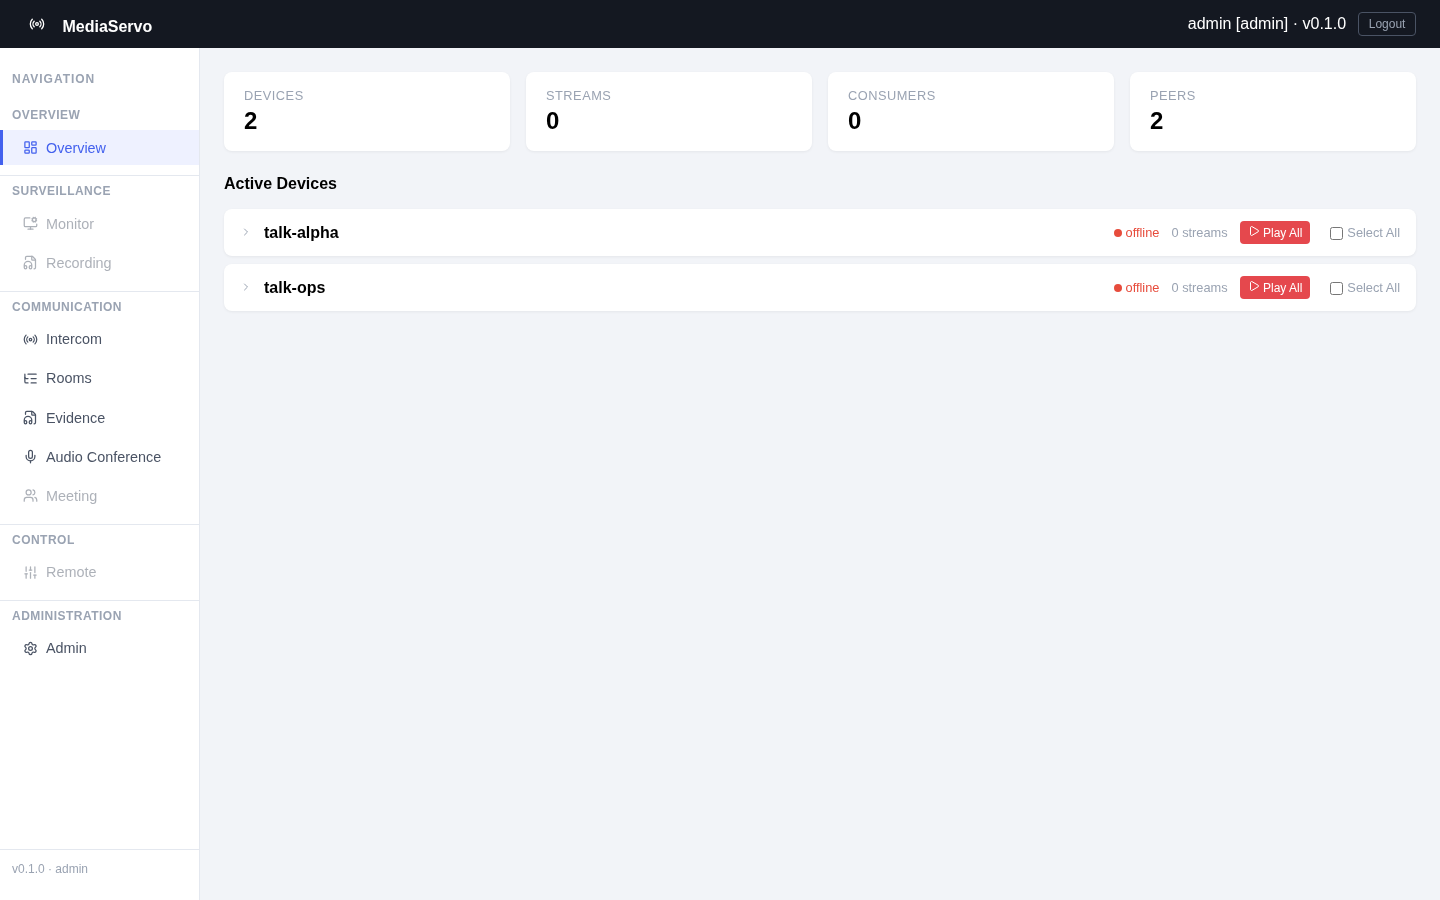 MediaServo
admin [admin] · v0.1.0
Logout
NAVIGATION
OVERVIEW
Overview
SURVEILLANCE
Monitor
Recording
COMMUNICATION
Intercom
Rooms
Evidence
Audio Conference
Meeting
CONTROL
Remote
ADMINISTRATION
Admin
v0.1.0 · admin
DEVICES
2
STREAMS
0
CONSUMERS
0
PEERS
2
Active Devices
talk-alpha
offline 0 streams Play All Select All
talk-ops
offline 0 streams Play All Select All